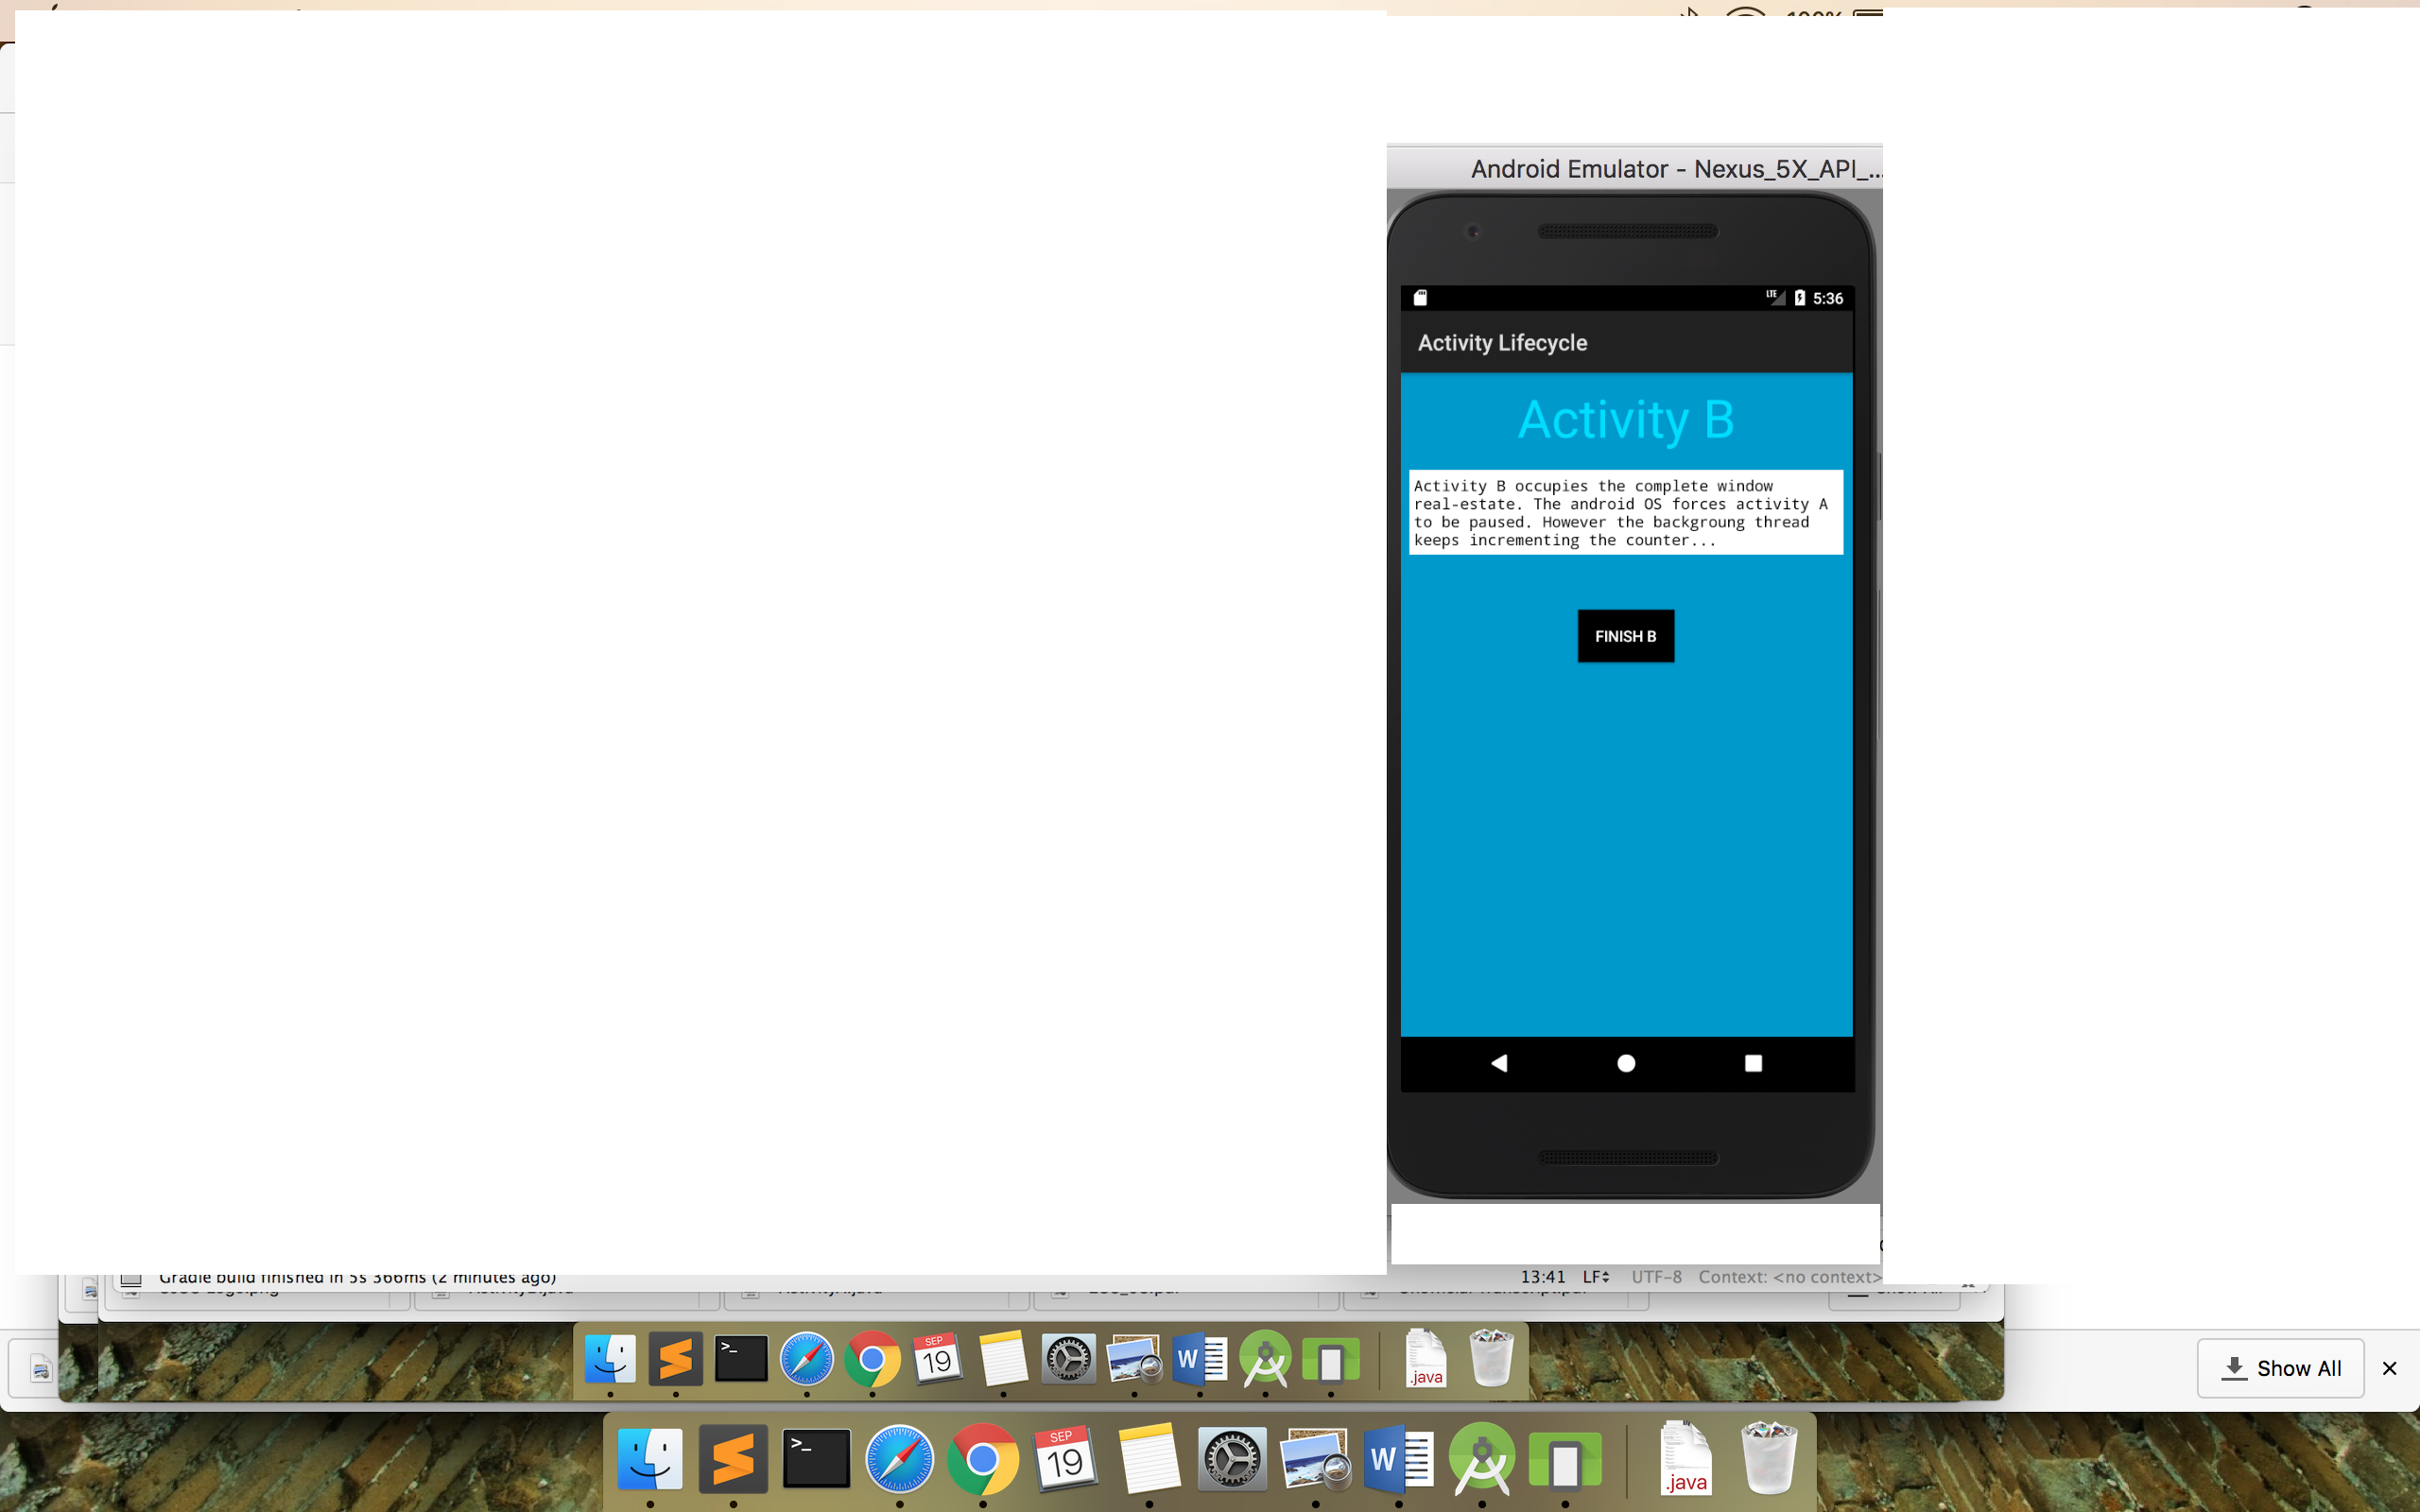 Android Emulator - Nexus_5X_API_...
LTE 5:36
Activity Lifecycle
Activity B
Activity B occupies the complete window
real-estate. The android OS forces activity A
to be paused. However the backgroung thread
keeps incrementing the counter...
FINISH B
Gradle build finished in 5s 366ms (2 minutes ago)
13:41 LF UTF-8 Context: <no context>
>_ SEP 19 W .java
Show All
>_ SEP 19 W .java